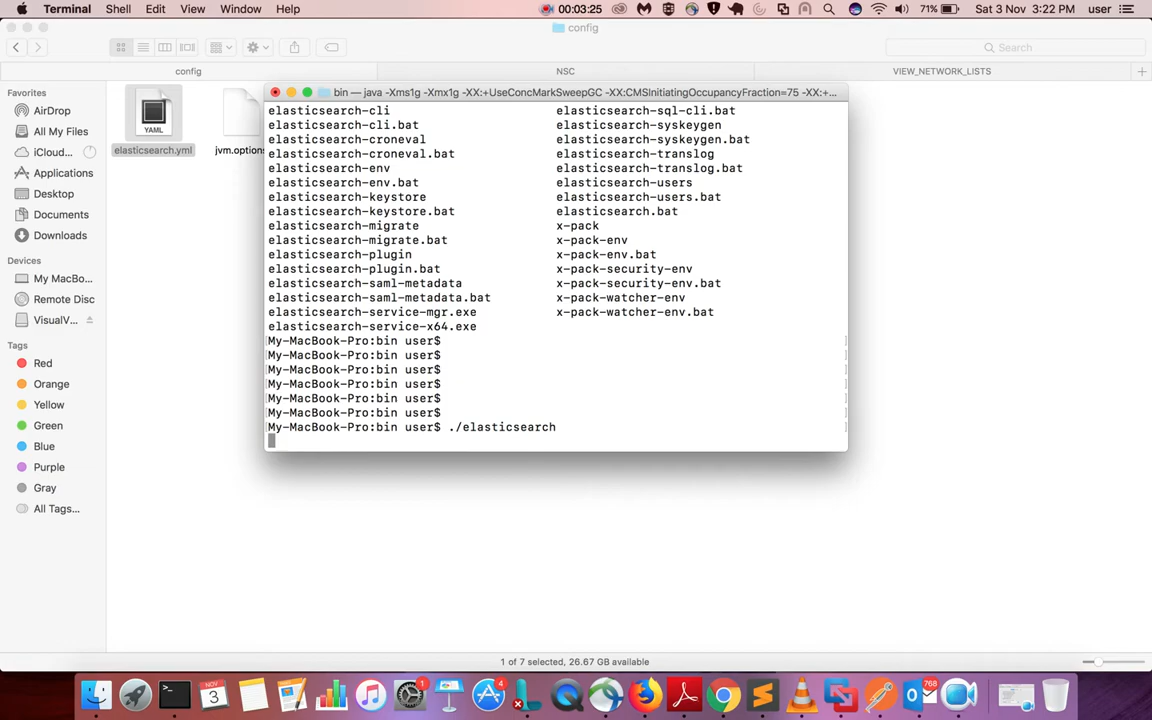 Terminal Shell Edit View Window Help 00:03:25 71% Sat 3 Nov 3:22 PM user
config
Search
config NSC VIEW_NETWORK_LISTS
Favorites
AirDrop
All My Files
iCloud...
Applications
Desktop
Documents
Downloads
Devices
My MacBo...
Remote Disc
VisualV...
Tags
Red
Orange
Yellow
Green
Blue
Purple
Gray
All Tags...
YAML
elasticsearch.yml jvm.options
bin — java -Xms1g -Xmx1g -XX:+UseConcMarkSweepGC -XX:CMSInitiatingOccupancyFraction=75 -XX:+...
elasticsearch-cli elasticsearch-sql-cli.bat
elasticsearch-cli.bat elasticsearch-syskeygen
elasticsearch-croneval elasticsearch-syskeygen.bat
elasticsearch-croneval.bat elasticsearch-translog
elasticsearch-env elasticsearch-translog.bat
elasticsearch-env.bat elasticsearch-users
elasticsearch-keystore elasticsearch-users.bat
elasticsearch-keystore.bat elasticsearch.bat
elasticsearch-migrate x-pack
elasticsearch-migrate.bat x-pack-env
elasticsearch-plugin x-pack-env.bat
elasticsearch-plugin.bat x-pack-security-env
elasticsearch-saml-metadata x-pack-security-env.bat
elasticsearch-saml-metadata.bat x-pack-watcher-env
elasticsearch-service-mgr.exe x-pack-watcher-env.bat
elasticsearch-service-x64.exe
My-MacBook-Pro:bin user$
My-MacBook-Pro:bin user$
My-MacBook-Pro:bin user$
My-MacBook-Pro:bin user$
My-MacBook-Pro:bin user$
My-MacBook-Pro:bin user$
My-MacBook-Pro:bin user$ ./elasticsearch
1 of 7 selected, 26.67 GB available
NOV
3
1
4
768